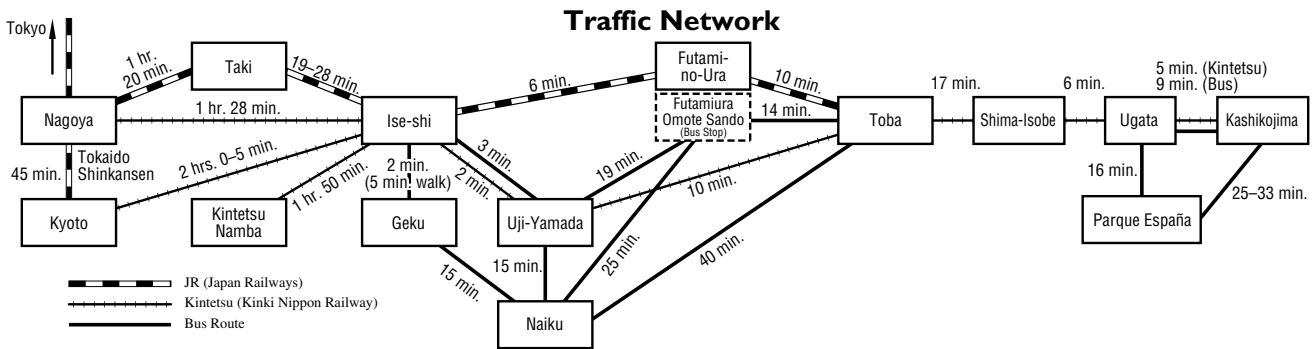 Traffic Network
Tokyo
1 hr.
20 min.
Taki
19–28 min.
6 min.
Futami-
no-Ura
10 min.
5 min. (Kintetsu)
9 min. (Bus)
Nagoya
1 hr. 28 min.
Ise-shi
Futamiura
Omote Sando
(Bus Stop)
14 min.
Toba
17 min.
Shima-Isobe
6 min.
Ugata
Kashikojima
45 min.
Tokaido
Shinkansen
2 hrs. 0–5 min.
1 hr. 50 min.
2 min.
(5 min. walk)
3 min.
2 min.
19 min.
10 min.
16 min.
25–33 min.
Kyoto
Kintetsu
Namba
Geku
Uji-Yamada
Parque España
15 min.
15 min.
25 min.
40 min.
Naiku
JR (Japan Railways)
Kintetsu (Kinki Nippon Railway)
Bus Route